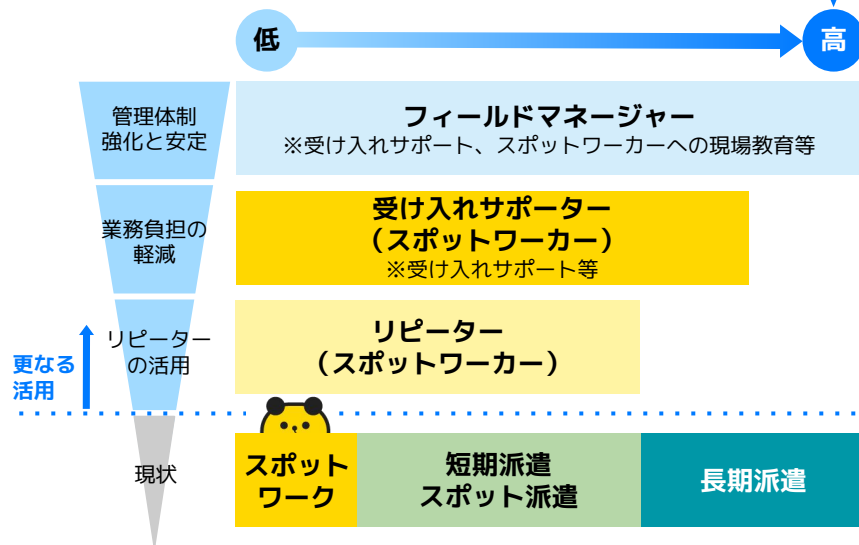 低
高
管理体制
強化と安定
フィールドマネージャー
※受け入れサポート、スポットワーカーへの現場教育等
業務負担の
軽減
受け入れサポーター
（スポットワーカー）
※受け入れサポート等
リピーター
の活用
リピーター
（スポットワーカー）
更なる
活用
現状
スポット
ワーク
短期派遣
スポット派遣
長期派遣